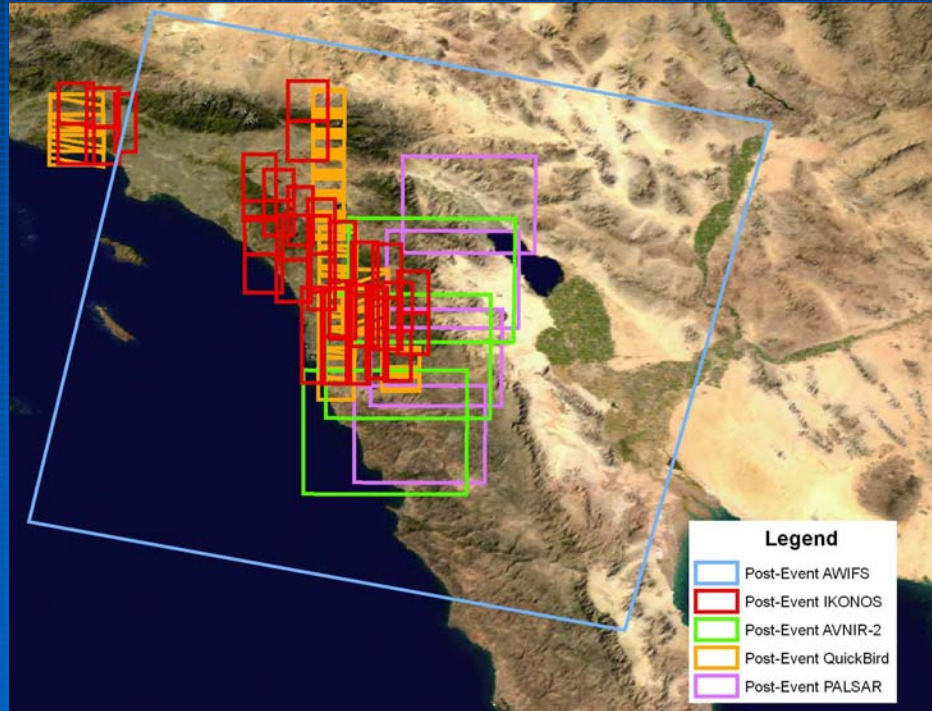 Legend
Post-Event AWIFS
Post-Event IKONOS
Post-Event AVNIR-2
Post-Event QuickBird
Post-Event PALSAR